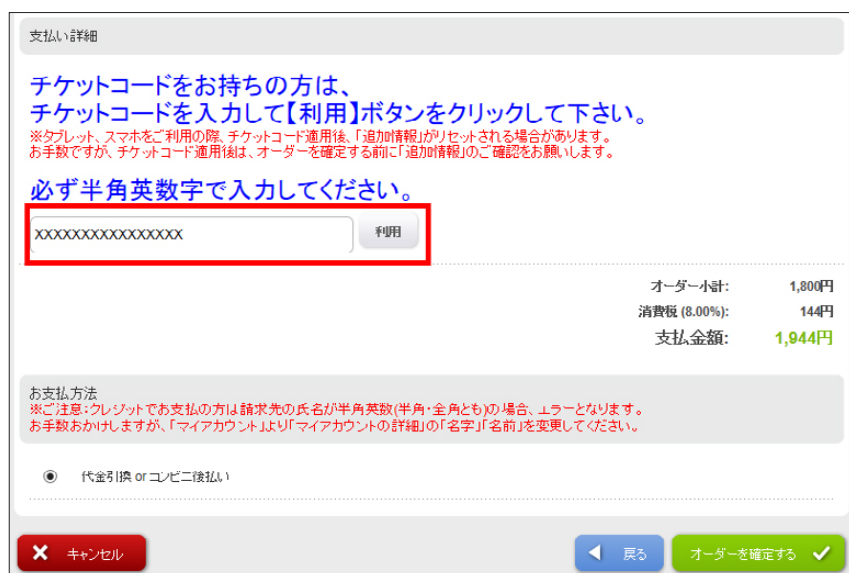 支払い詳細
チケットコードをお持ちの方は、
チケットコードを入力して【利用】ボタンをクリックして下さい。
※タブレット、スマホをご利用の際、チケットコード適用後、「追加情報」がリセットされる場合があります。
お手数ですが、チケットコード適用後は、オーダーを確定する前に「追加情報」のご確認をお願いします。
必ず半角英数字で入力してください。
XXXXXXXXXXXXXXXX 利用
オーダー小計: 1,800円
消費税 (8.00%): 144円
支払金額: 1,944円
お支払方法
※ご注意:クレジットでお支払の方は請求先の氏名が半角英数(半角・全角とも)の場合、エラーとなります。
お手数おかけしますが、「マイアカウント」より「マイアカウントの詳細」の「名字」「名前」を変更してください。
代金引換 or コンビニ後払い
キャンセル 戻る オーダーを確定する